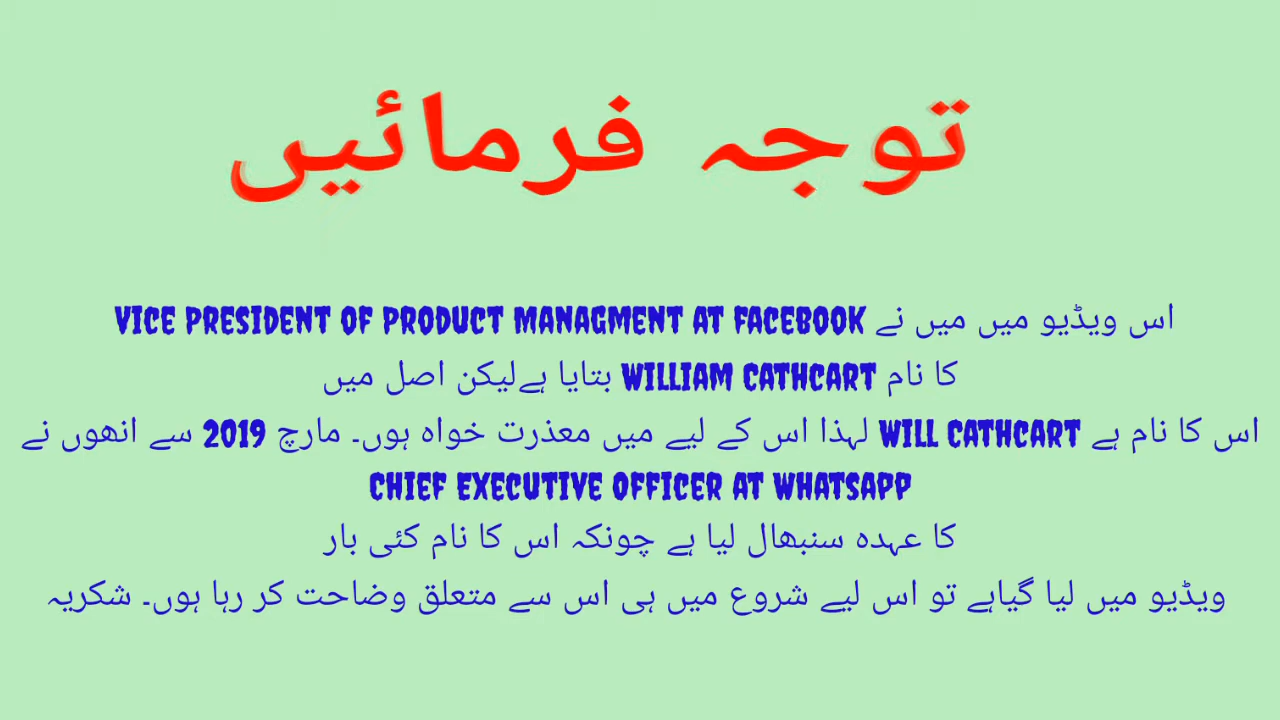 توجہ فرمائیں
اس ویڈیو میں میں نے VICE PRESIDENT OF PRODUCT MANAGMENT AT FACEBOOK
کا نام WILLIAM CATHCART بتایا ہےلیکن اصل میں
اس کا نام ہے WILL CATHCART لہذا اس کے لیے میں معذرت خواہ ہوں۔ مارچ 2019 سے انھوں نے
CHIEF EXECUTIVE OFFICER AT WHATSAPP
کا عہدہ سنبھال لیا ہے چونکہ اس کا نام کئی بار
ویڈیو میں لیا گیاہے تو اس لیے شروع میں ہی اس سے متعلق وضاحت کر رہا ہوں۔ شکریہ